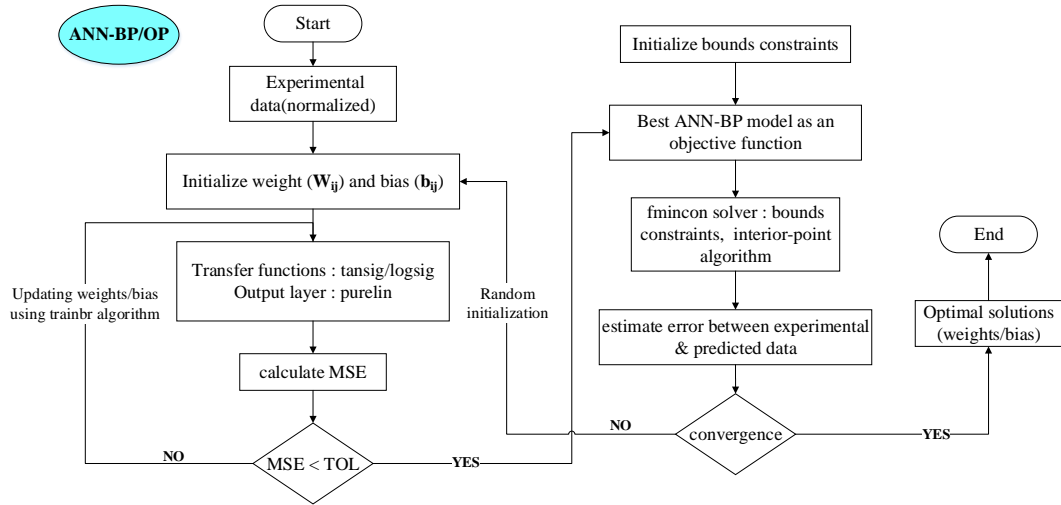 ANN-BP/OP
Start
Experimental
data(normalized)
Initialize weight (Wij) and bias (bij)
Transfer functions : tansig/logsig
Output layer : purelin
Updating weights/bias
using trainbr algorithm
calculate MSE
MSE < TOL
NO
YES
Random
initialization
Initialize bounds constraints
Best ANN-BP model as an
objective function
fmincon solver : bounds
constraints, interior-point
algorithm
estimate error between experimental
& predicted data
convergence
NO
YES
Optimal solutions
(weights/bias)
End